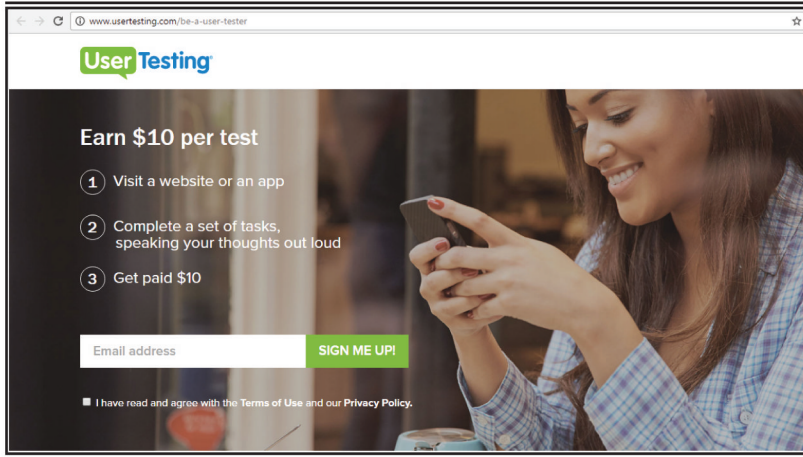 www.usertesting.com/be-a-user-tester
User Testing
Earn $10 per test
1 Visit a website or an app
2 Complete a set of tasks,
speaking your thoughts out loud
3 Get paid $10
Email address SIGN ME UP!
I have read and agree with the Terms of Use and our Privacy Policy.